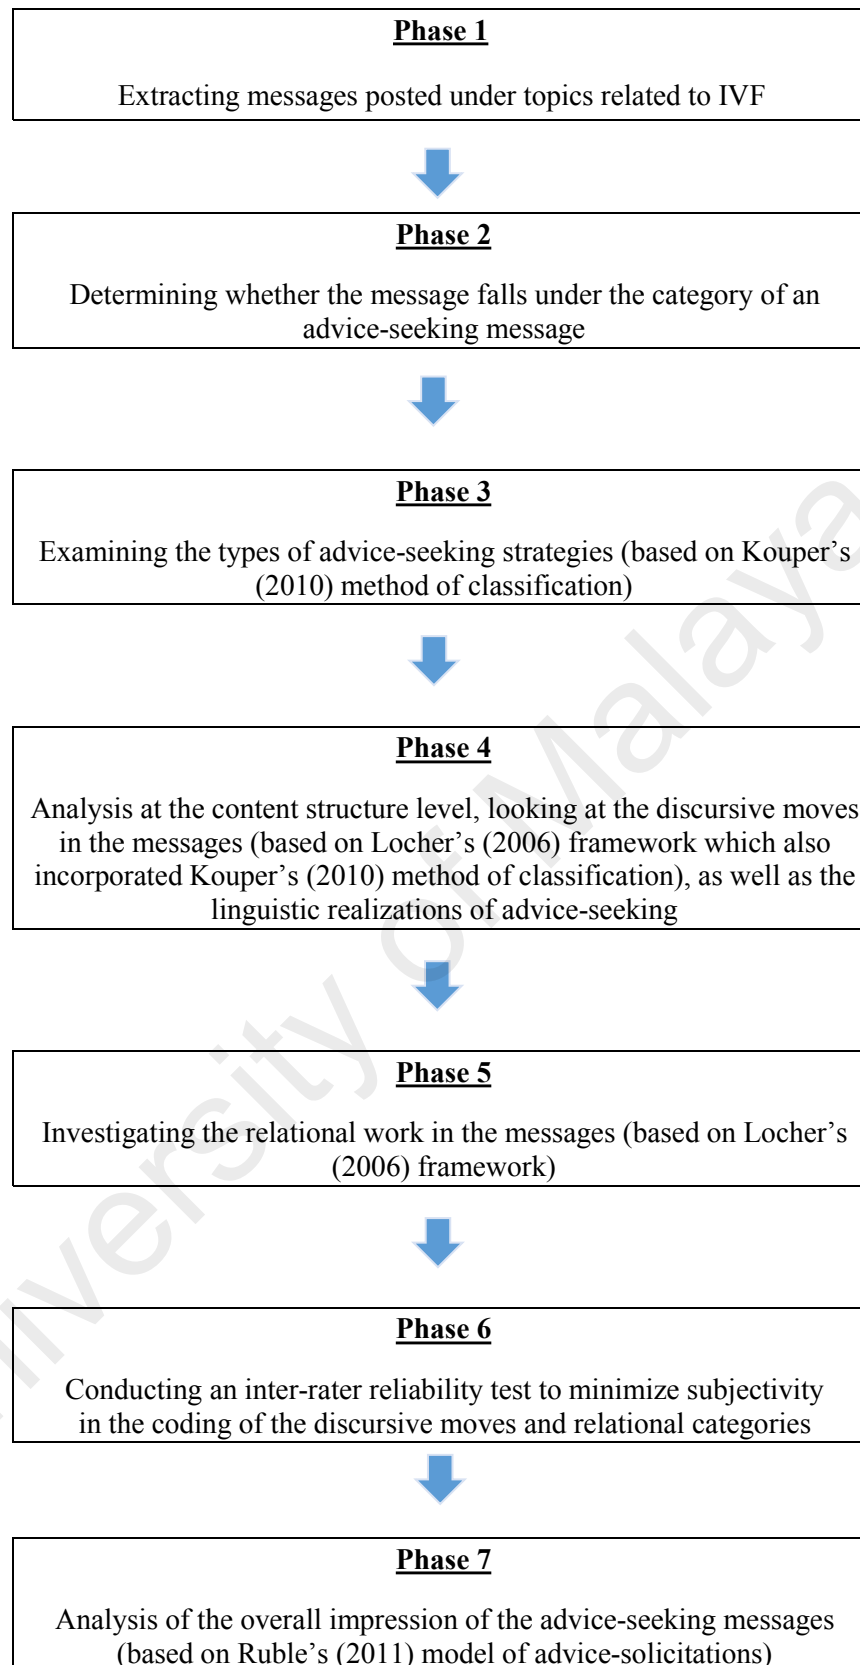 Phase 1
Extracting messages posted under topics related to IVF
Phase 2
Determining whether the message falls under the category of an
advice-seeking message
Phase 3
Examining the types of advice-seeking strategies (based on Kouper’s
(2010) method of classification)
Phase 4
Analysis at the content structure level, looking at the discursive moves
in the messages (based on Locher’s (2006) framework which also
incorporated Kouper’s (2010) method of classification), as well as the
linguistic realizations of advice-seeking
Phase 5
Investigating the relational work in the messages (based on Locher’s
(2006) framework)
Phase 6
Conducting an inter-rater reliability test to minimize subjectivity
in the coding of the discursive moves and relational categories
Phase 7
Analysis of the overall impression of the advice-seeking messages
(based on Ruble’s (2011) model of advice-solicitations)
niversity of Malaya